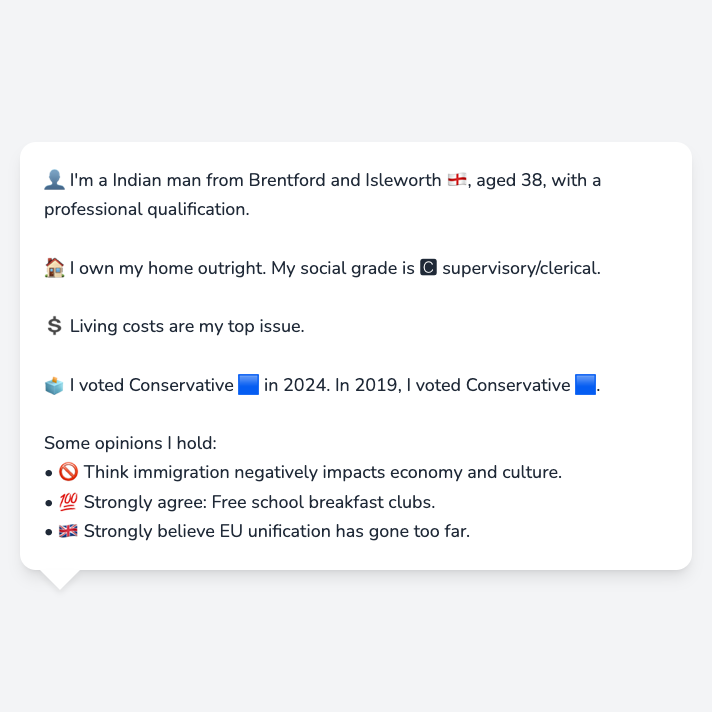 👤 I'm a Indian man from Brentford and Isleworth 🏴󠁧󠁢󠁥󠁮󠁧󠁿, aged 38, with a
professional qualification.
🏠 I own my home outright. My social grade is 🅲 supervisory/clerical.
💲 Living costs are my top issue.
🗳️ I voted Conservative 🟦 in 2024. In 2019, I voted Conservative 🟦.
Some opinions I hold:
• 🚫 Think immigration negatively impacts economy and culture.
• 💯 Strongly agree: Free school breakfast clubs.
• 🇬🇧 Strongly believe EU unification has gone too far.